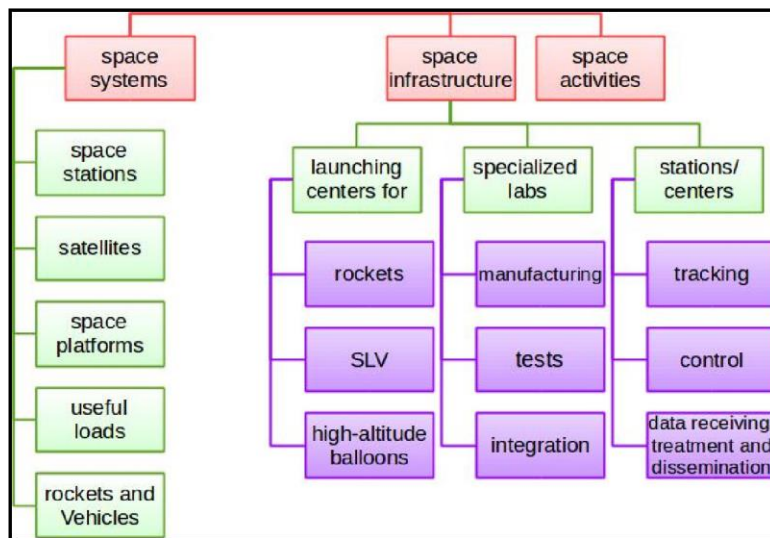 space
systems
space
infrastructure
space
activities
space
stations
satellites
space
platforms
useful
loads
rockets and
Vehicles
launching
centers for
rockets
SLV
high-altitude
balloons
specialized
labs
manufacturing
tests
integration
stations/
centers
tracking
control
data receiving,
treatment and
dissemination